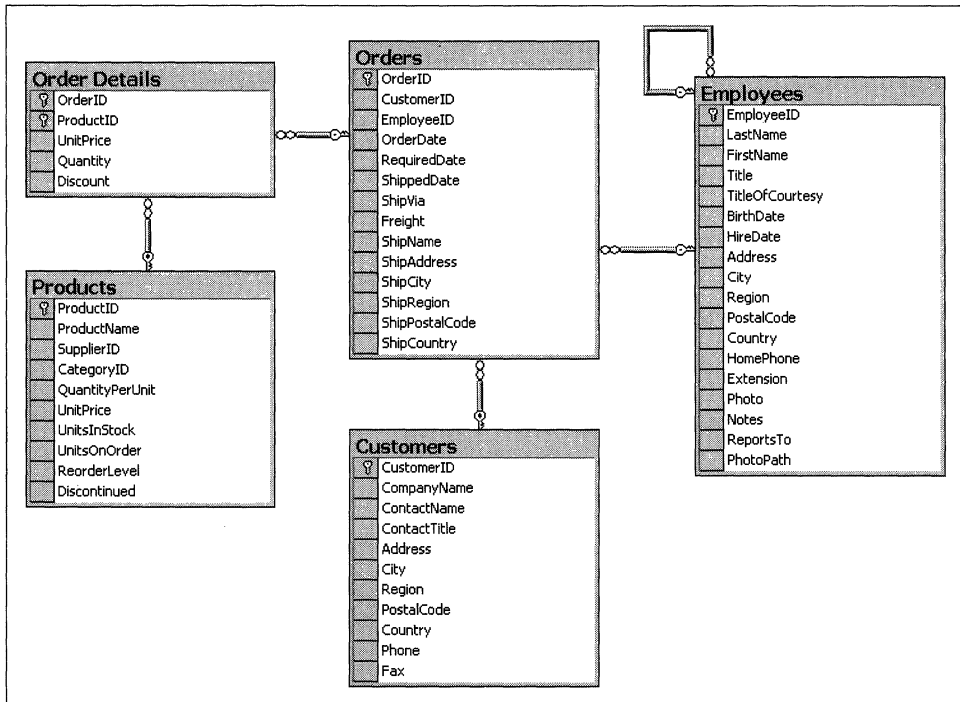 Order Details
OrderID
ProductID
UnitPrice
Quantity
Discount
Products
ProductID
ProductName
SupplierID
CategoryID
QuantityPerUnit
UnitPrice
UnitsInStock
UnitsOnOrder
ReorderLevel
Discontinued
Orders
OrderID
CustomerID
EmployeeID
OrderDate
RequiredDate
ShippedDate
ShipVia
Freight
ShipName
ShipAddress
ShipCity
ShipRegion
ShipPostalCode
ShipCountry
Customers
CustomerID
CompanyName
ContactName
ContactTitle
Address
City
Region
PostalCode
Country
Phone
Fax
Employees
EmployeeID
LastName
FirstName
Title
TitleOfCourtesy
BirthDate
HireDate
Address
City
Region
PostalCode
Country
HomePhone
Extension
Photo
Notes
ReportsTo
PhotoPath